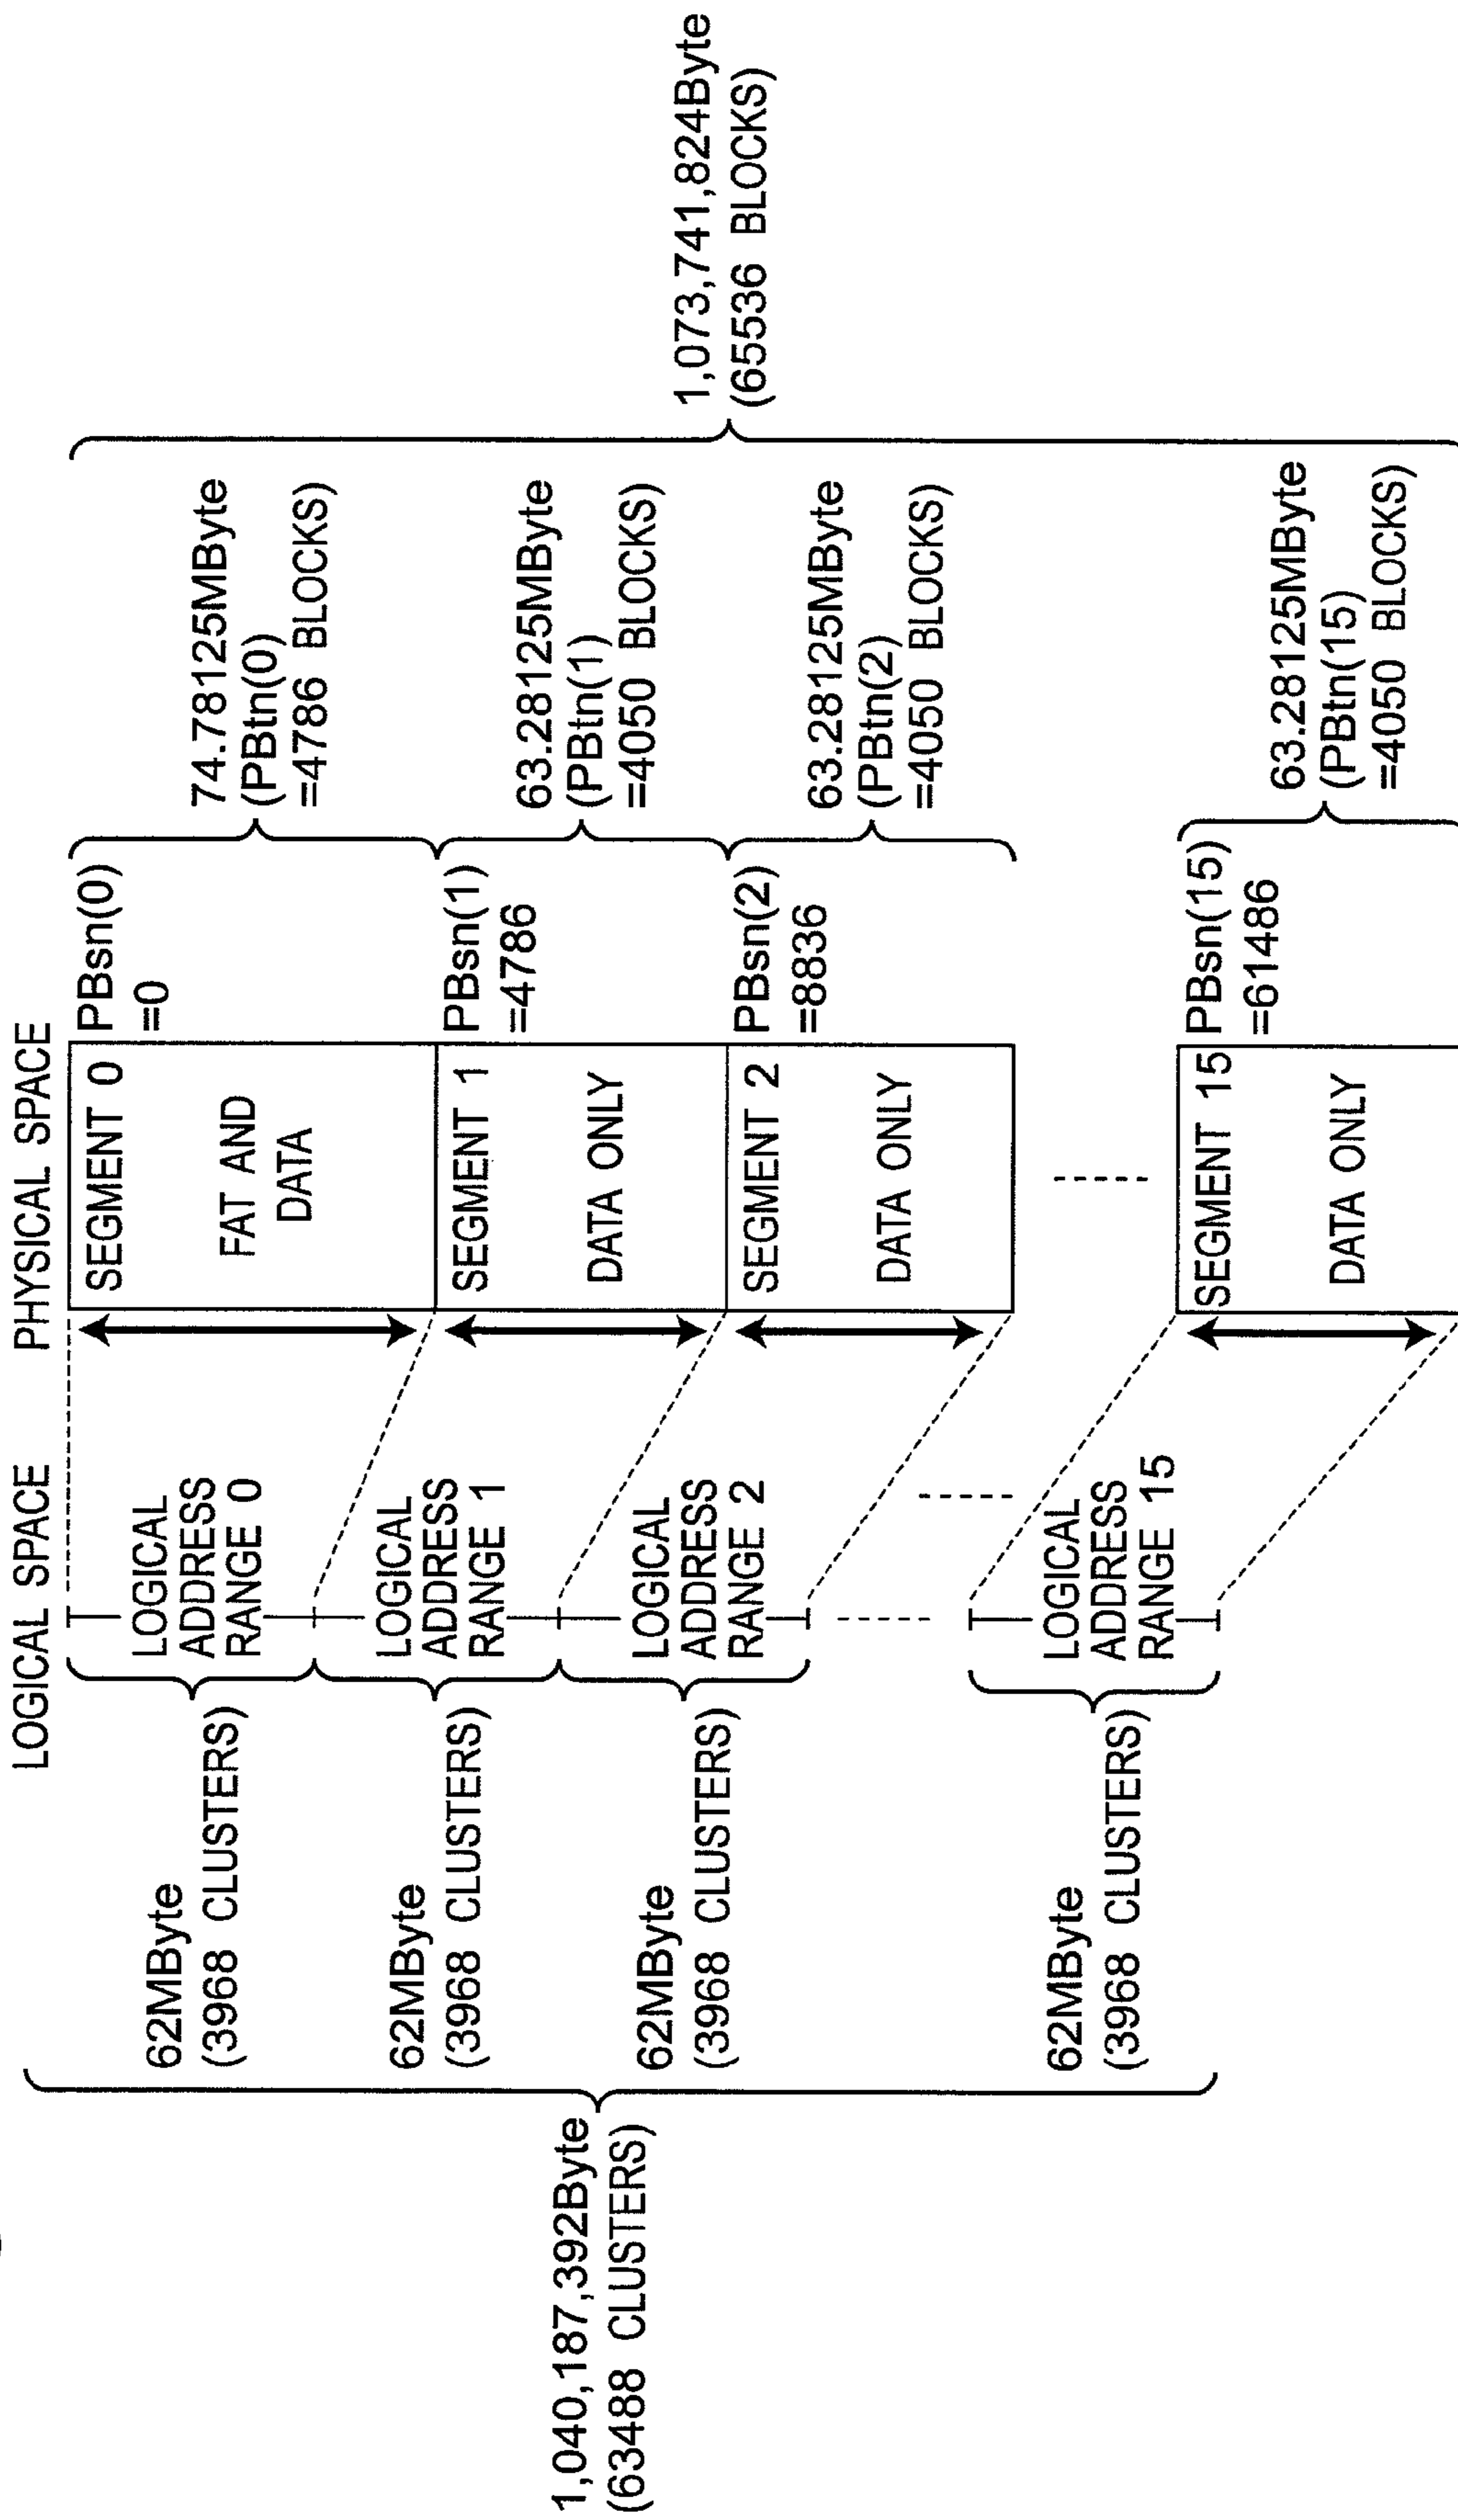 LOGICAL SPACE
PHYSICAL SPACE
1,040,187,392Byte
(63488 CLUSTERS)
62MByte
(3968 CLUSTERS)
LOGICAL
ADDRESS
RANGE 0
SEGMENT 0
FAT AND
DATA
PBsn(0)
=0
74.78125MByte
(PBtn(0)
=4786 BLOCKS)
62MByte
(3968 CLUSTERS)
LOGICAL
ADDRESS
RANGE 1
SEGMENT 1
DATA ONLY
PBsn(1)
=4786
63.28125MByte
(PBtn(1)
=4050 BLOCKS)
62MByte
(3968 CLUSTERS)
LOGICAL
ADDRESS
RANGE 2
SEGMENT 2
DATA ONLY
PBsn(2)
=8836
63.28125MByte
(PBtn(2)
=4050 BLOCKS)
62MByte
(3968 CLUSTERS)
LOGICAL
ADDRESS
RANGE 15
SEGMENT 15
DATA ONLY
PBsn(15)
=61486
63.28125MByte
(PBtn(15)
=4050 BLOCKS)
1,073,741,824Byte
(65536 BLOCKS)